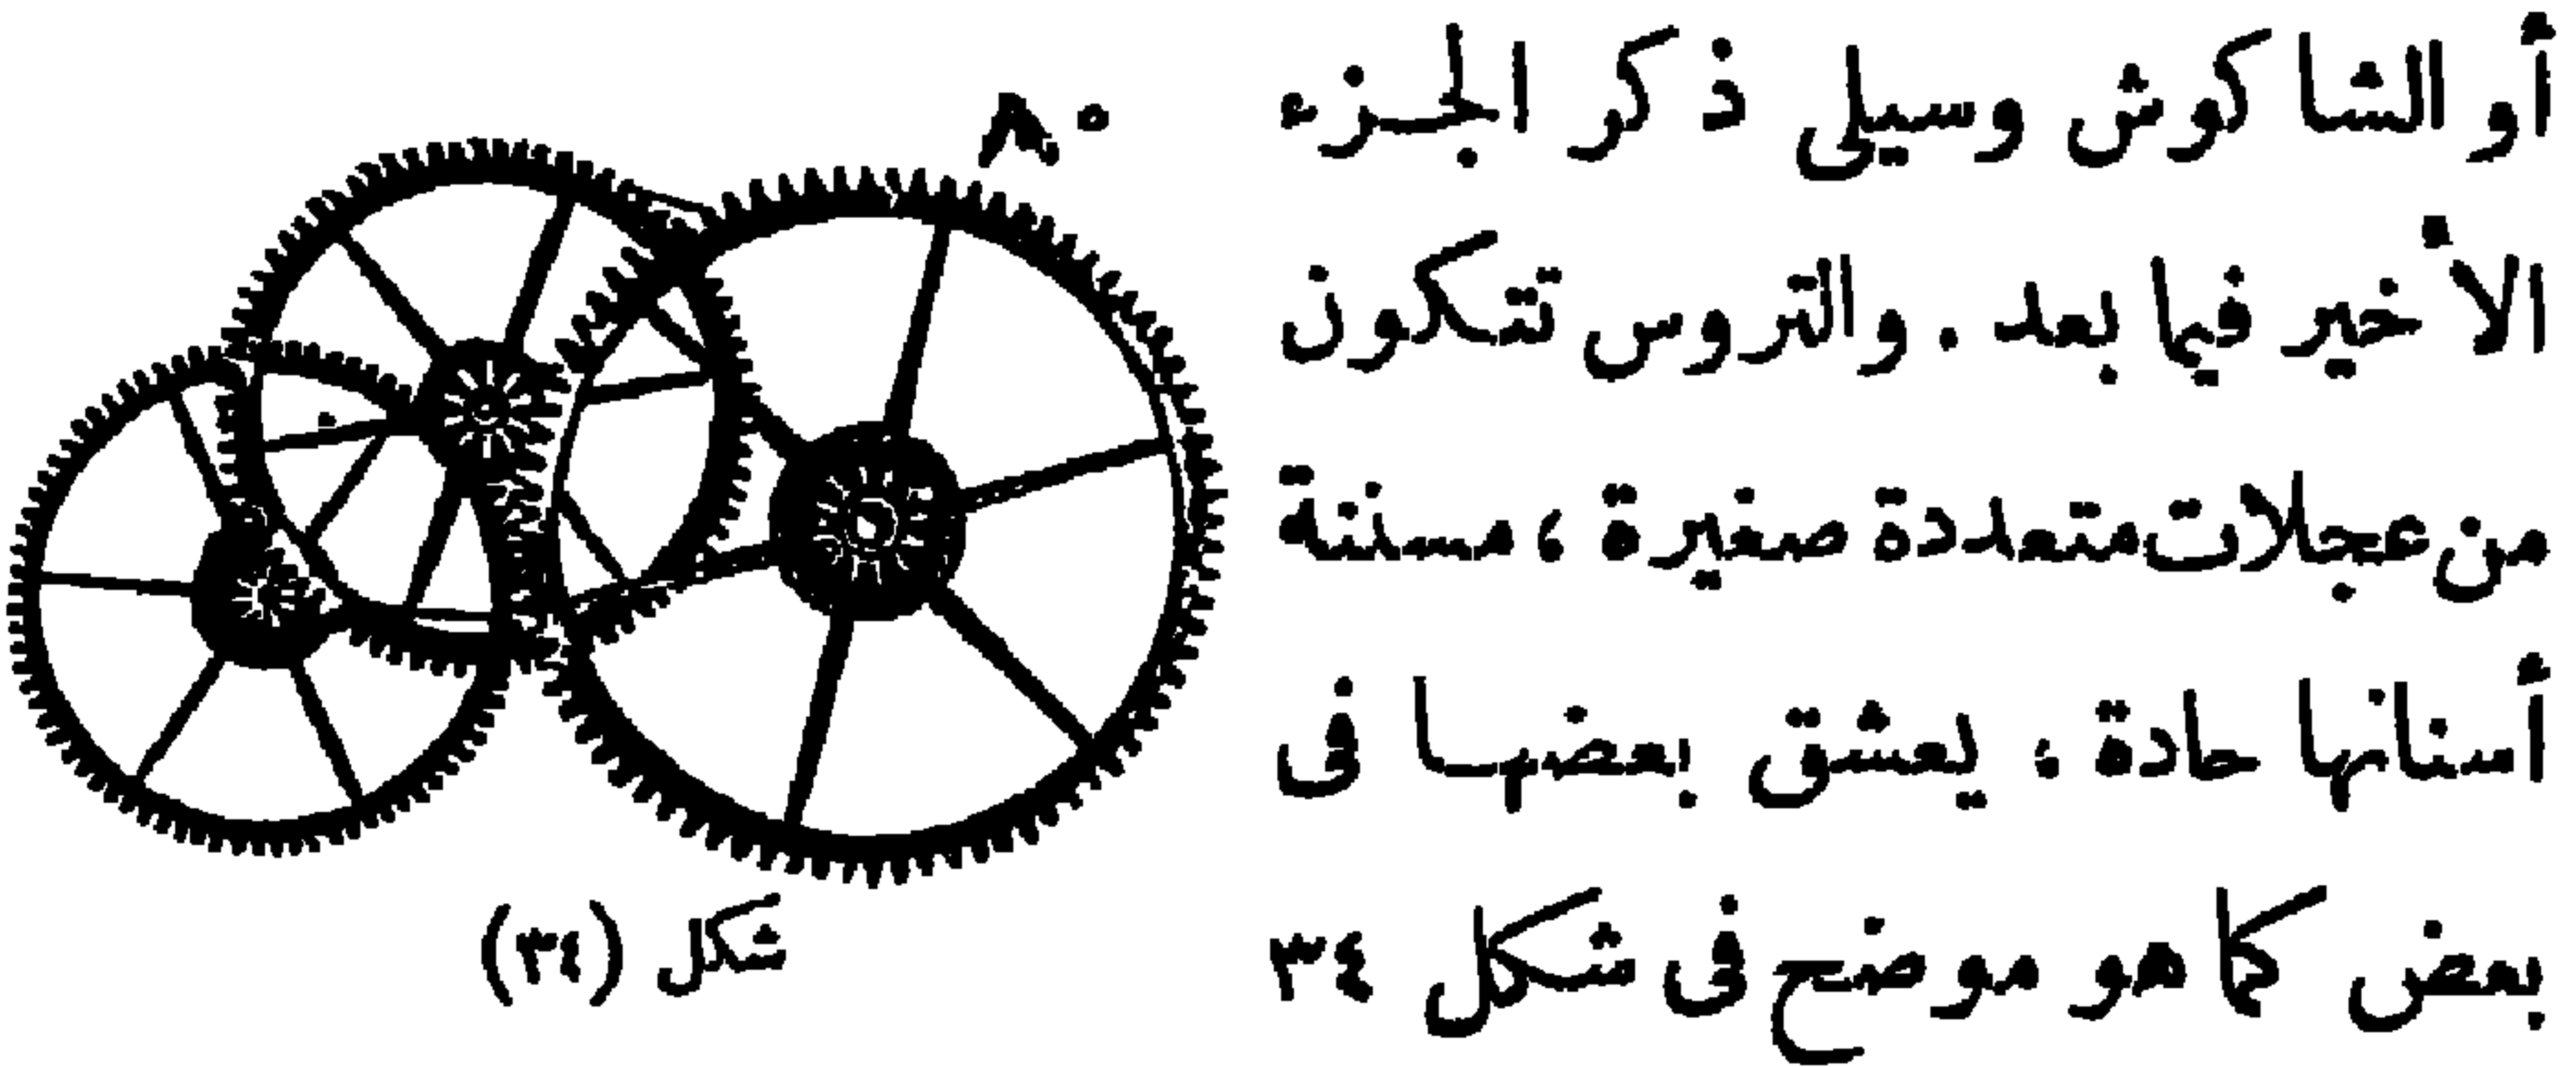 أو الشاكوش وسيلى ذكر الجزء
الأخير فيما بعد . والتروس تتكون
من عجلات متعددة صغيرة ، مسننة
أسنانها حادة ، يعشق بعضها فى
بعض كما هو موضح فى شكل ٣٤
٨٠
شكل (٣٤)